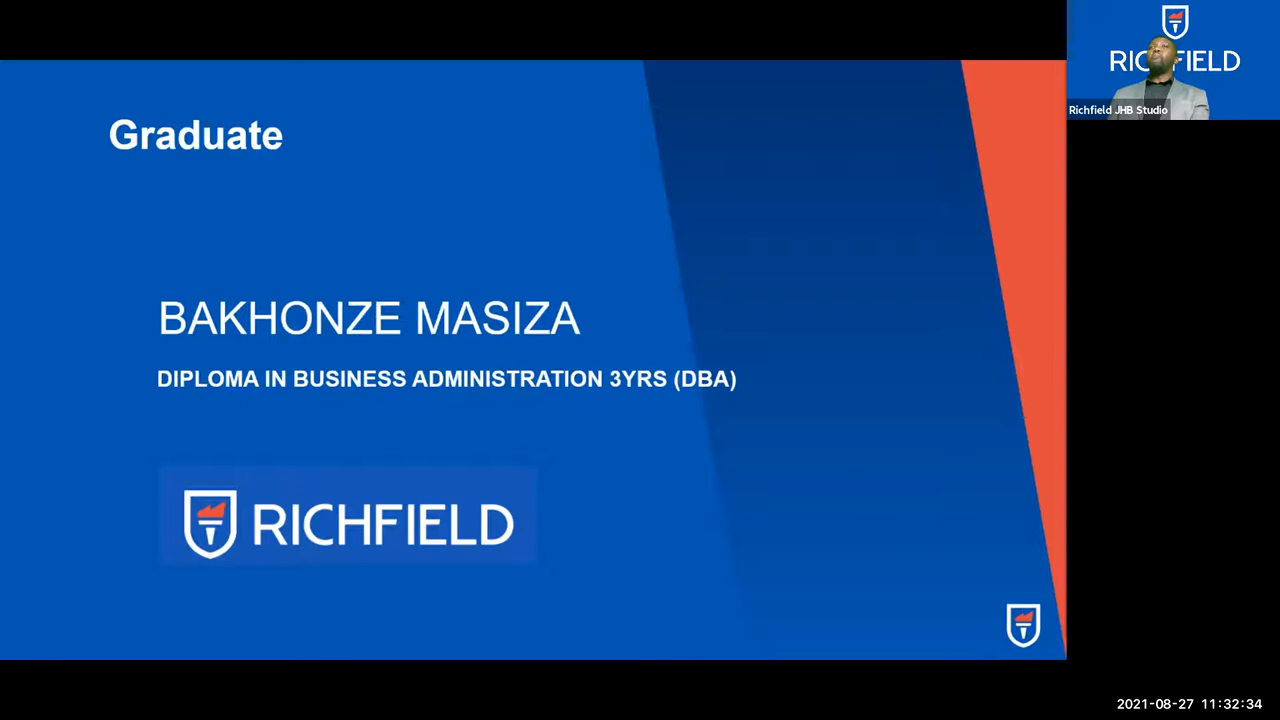 Graduate
BAKHONZE MASIZA
DIPLOMA IN BUSINESS ADMINISTRATION 3YRS (DBA)
RICHFIELD
RICHFIELD
Richfield JHB Studio
2021-08-27 11:32:34